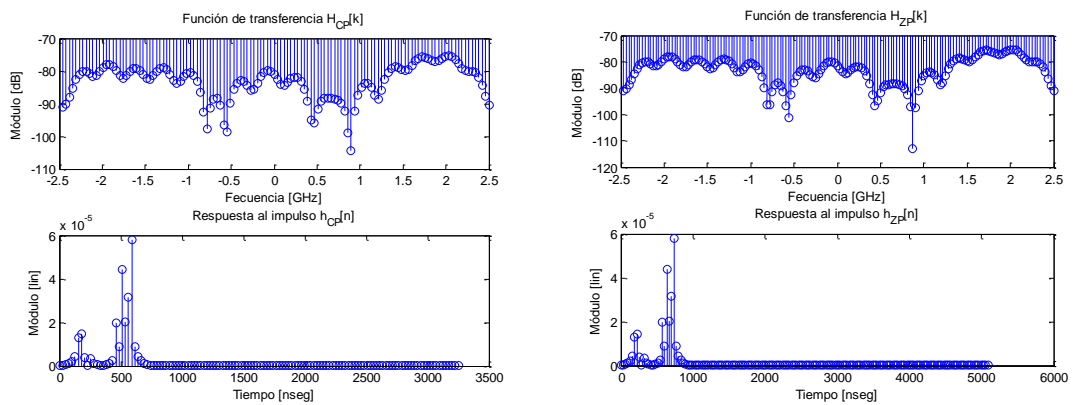 Función de transferencia H_CP[k]
-70
-80
-90
-100
-110
Módulo [dB]
-2.5 -2 -1.5 -1 -0.5 0 0.5 1 1.5 2 2.5
Fecuencia [GHz]
Respuesta al impulso h_CP[n]
x 10^-5
6
4
2
0
Módulo [lin]
0 500 1000 1500 2000 2500 3000 3500
Tiempo [nseg]
Función de transferencia H_ZP[k]
-70
-80
-90
-100
-110
-120
Módulo [dB]
-2.5 -2 -1.5 -1 -0.5 0 0.5 1 1.5 2 2.5
Fecuencia [GHz]
Respuesta al impulso h_ZP[n]
x 10^-5
6
4
2
0
Módulo [lin]
0 1000 2000 3000 4000 5000 6000
Tiempo [nseg]